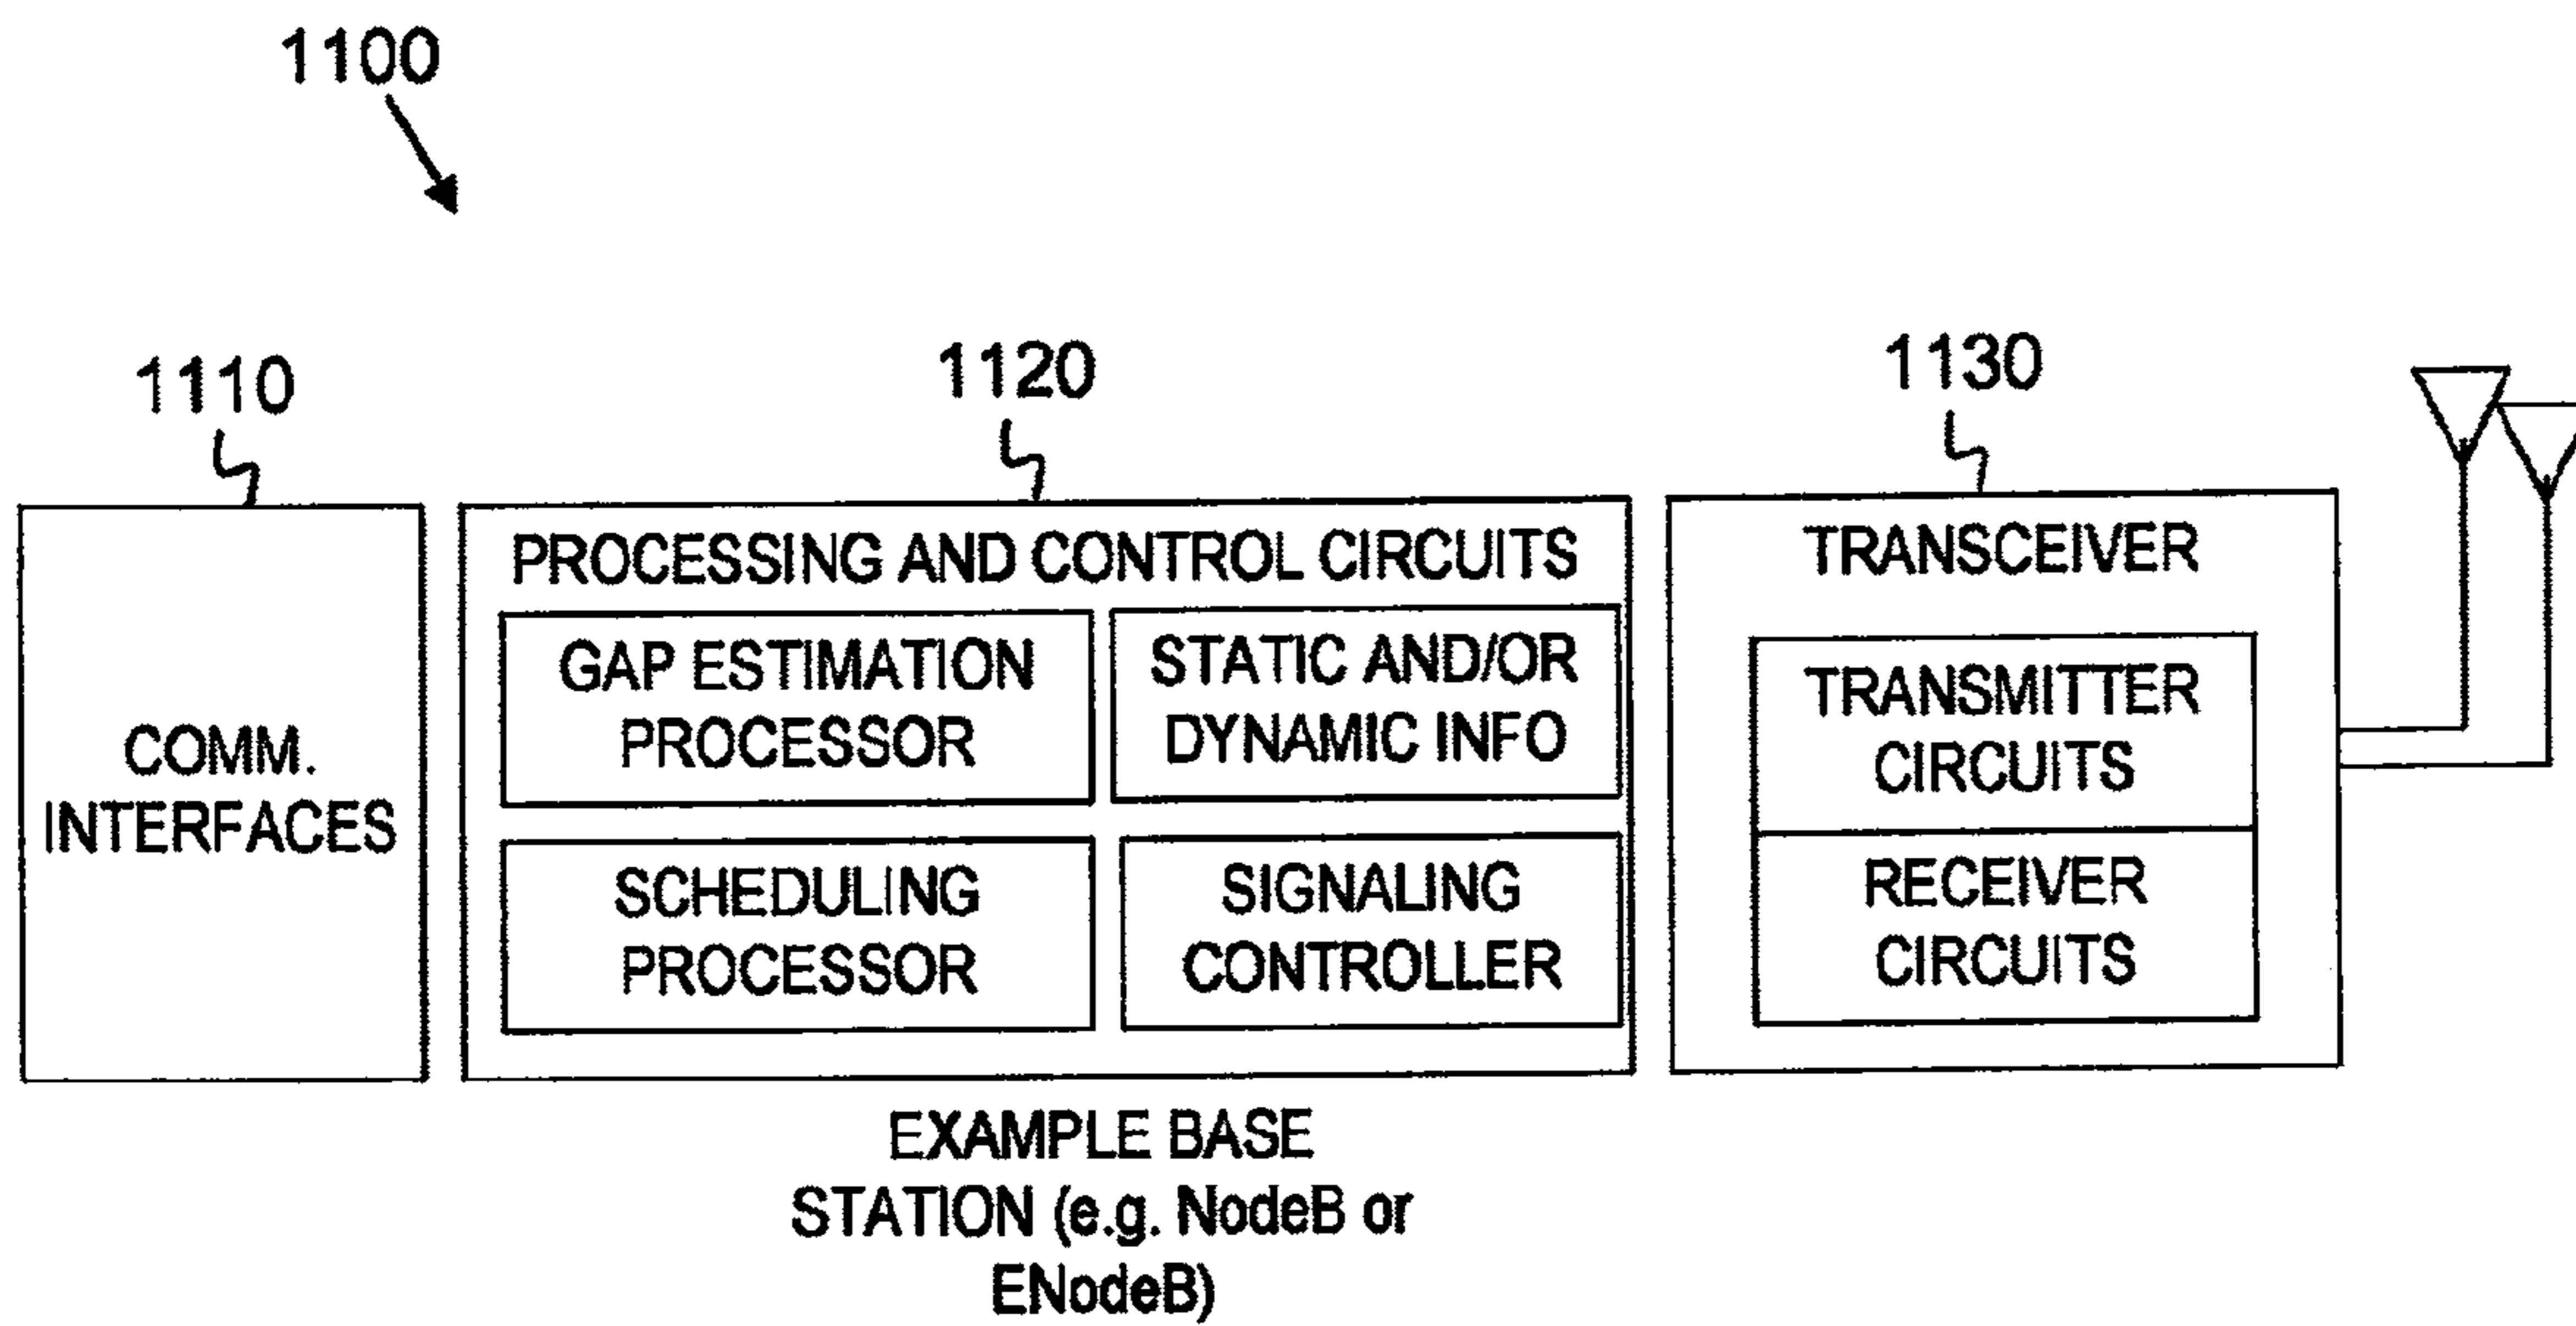 1100
1110
1120
1130
COMM.
INTERFACES
PROCESSING AND CONTROL CIRCUITS
GAP ESTIMATION
PROCESSOR
STATIC AND/OR
DYNAMIC INFO
SCHEDULING
PROCESSOR
SIGNALING
CONTROLLER
TRANSCEIVER
TRANSMITTER
CIRCUITS
RECEIVER
CIRCUITS
EXAMPLE BASE
STATION (e.g. NodeB or
ENodeB)